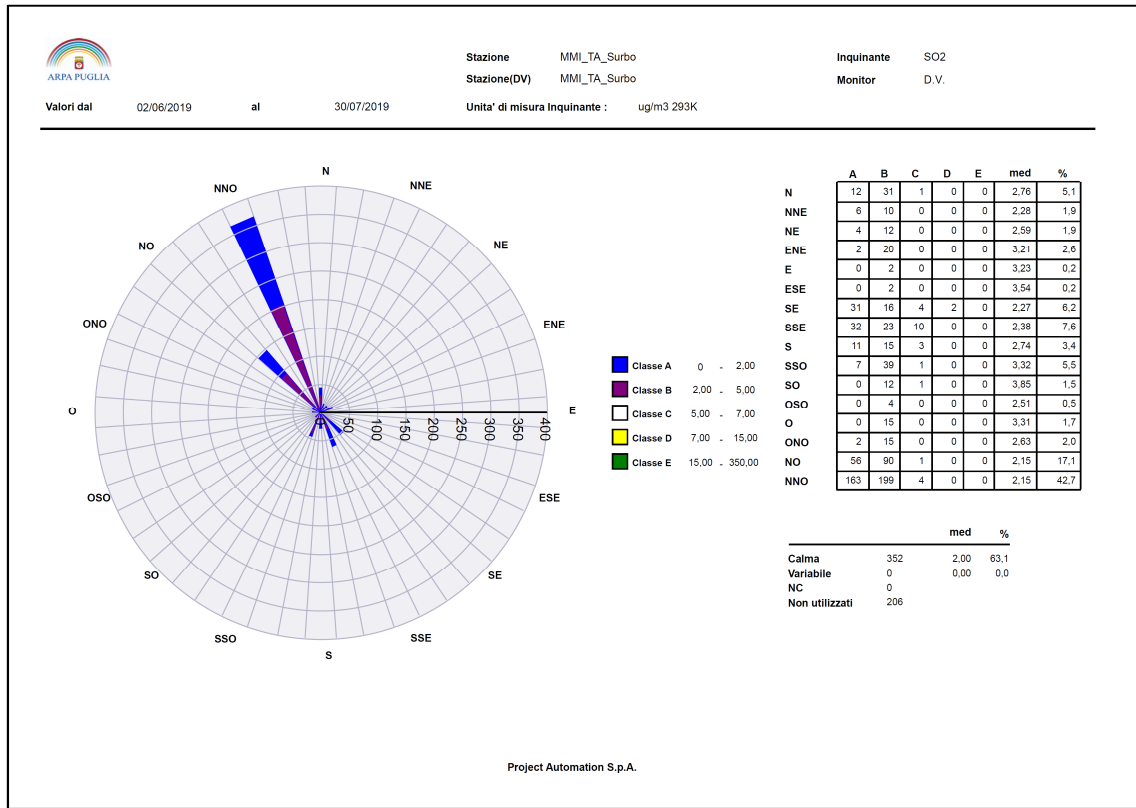 ARPA PUGLIA
Stazione MMI_TA_Surbo Inquinante SO2
Stazione(DV) MMI_TA_Surbo Monitor D.V.
Valori dal 02/06/2019 al 30/07/2019 Unita' di misura Inquinante : ug/m3 293K
N
NNE
NE
ENE
E
ESE
SE
SSE
S
SSO
SO
OSO
O
ONO
NO
NNO
0 50 100 150 200 250 300 350 400
Classe A 0 - 2,00
Classe B 2,00 - 5,00
Classe C 5,00 - 7,00
Classe D 7,00 - 15,00
Classe E 15,00 - 350,00
A B C D E med %
N 12 31 1 0 0 2,76 5,1
NNE 6 10 0 0 0 2,28 1,9
NE 4 12 0 0 0 2,59 1,9
ENE 2 20 0 0 0 3,21 2,6
E 0 2 0 0 0 3,23 0,2
ESE 0 2 0 0 0 3,54 0,2
SE 31 16 4 2 0 2,27 6,2
SSE 32 23 10 0 0 2,38 7,6
S 11 15 3 0 0 2,74 3,4
SSO 7 39 1 0 0 3,32 5,5
SO 0 12 1 0 0 3,85 1,5
OSO 0 4 0 0 0 2,51 0,5
O 0 15 0 0 0 3,31 1,7
ONO 2 15 0 0 0 2,63 2,0
NO 56 90 1 0 0 2,15 17,1
NNO 163 199 4 0 0 2,15 42,7
med %
Calma 352 2,00 63,1
Variabile 0 0,00 0,0
NC 0
Non utilizzati 206
Project Automation S.p.A.